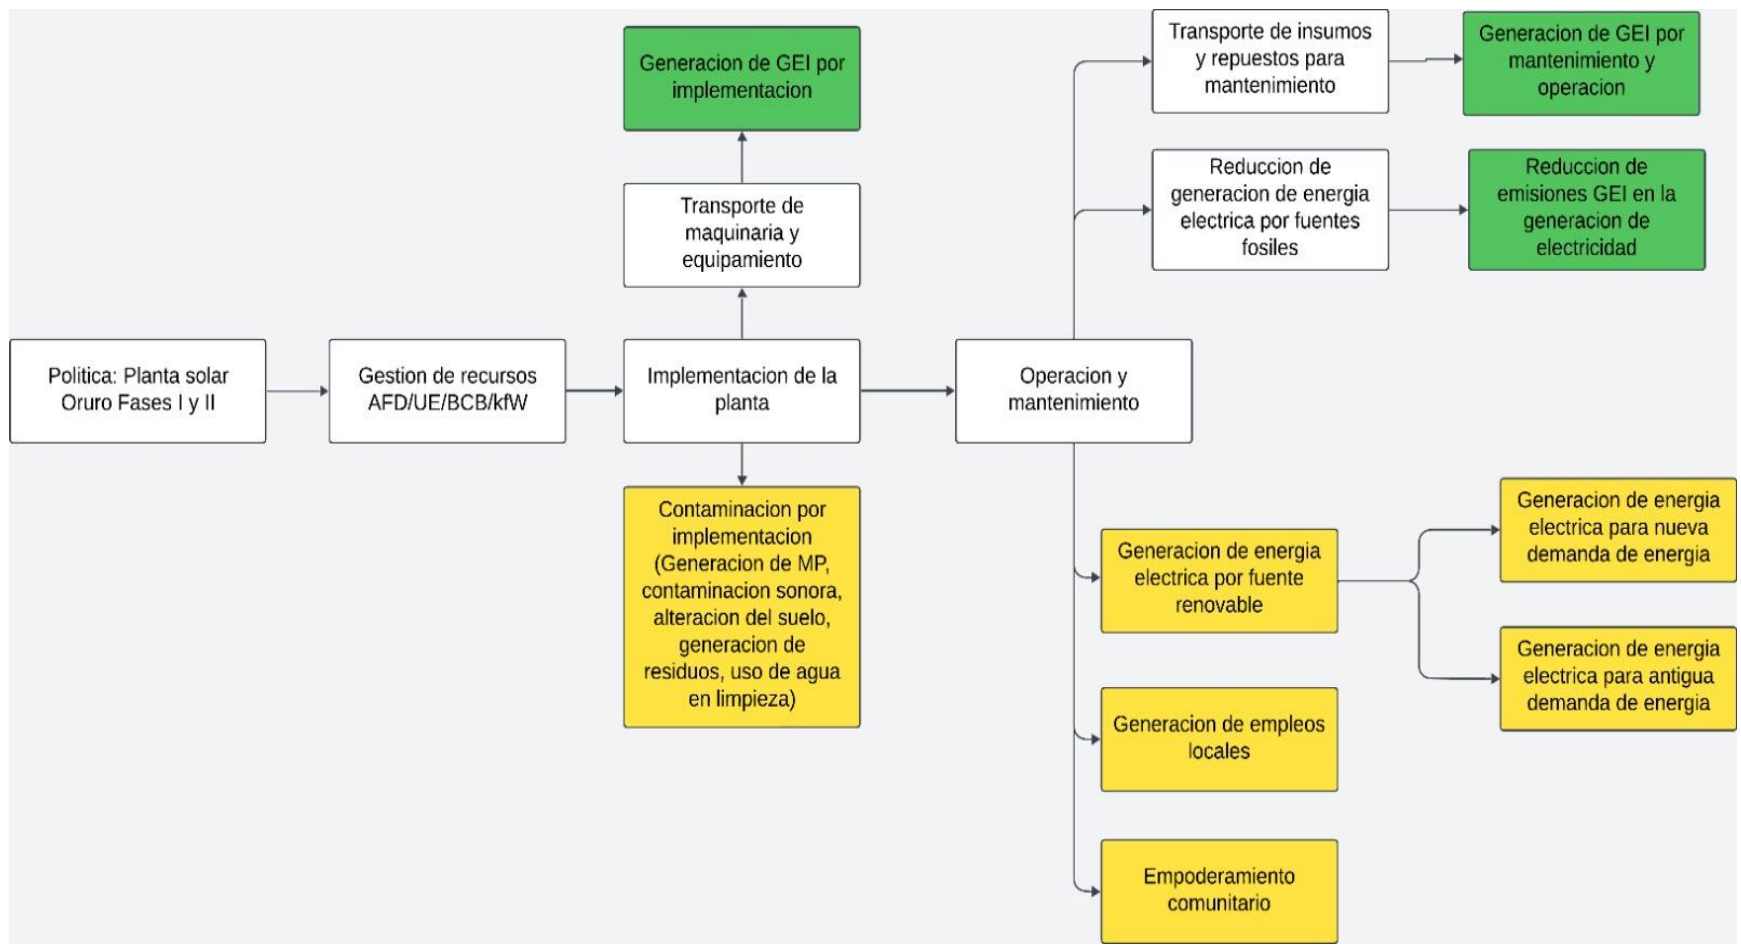 Generacion de GEI por
implementacion
Transporte de
maquinaria y
equipamiento
Politica: Planta solar
Oruro Fases I y II
Gestion de recursos
AFD/UE/BCB/kfW
Implementacion de la
planta
Contaminacion por
implementacion
(Generacion de MP,
contaminacion sonora,
alteracion del suelo,
generacion de
residuos, uso de agua
en limpieza)
Operacion y
mantenimiento
Transporte de insumos
y repuestos para
mantenimiento
Generacion de GEI por
mantenimiento y
operacion
Reduccion de
generacion de energia
electrica por fuentes
fosiles
Reduccion de
emisiones GEI en la
generacion de
electricidad
Generacion de energia
electrica por fuente
renovable
Generacion de energia
electrica para nueva
demanda de energia
Generacion de energia
electrica para antigua
demanda de energia
Generacion de empleos
locales
Empoderamiento
comunitario